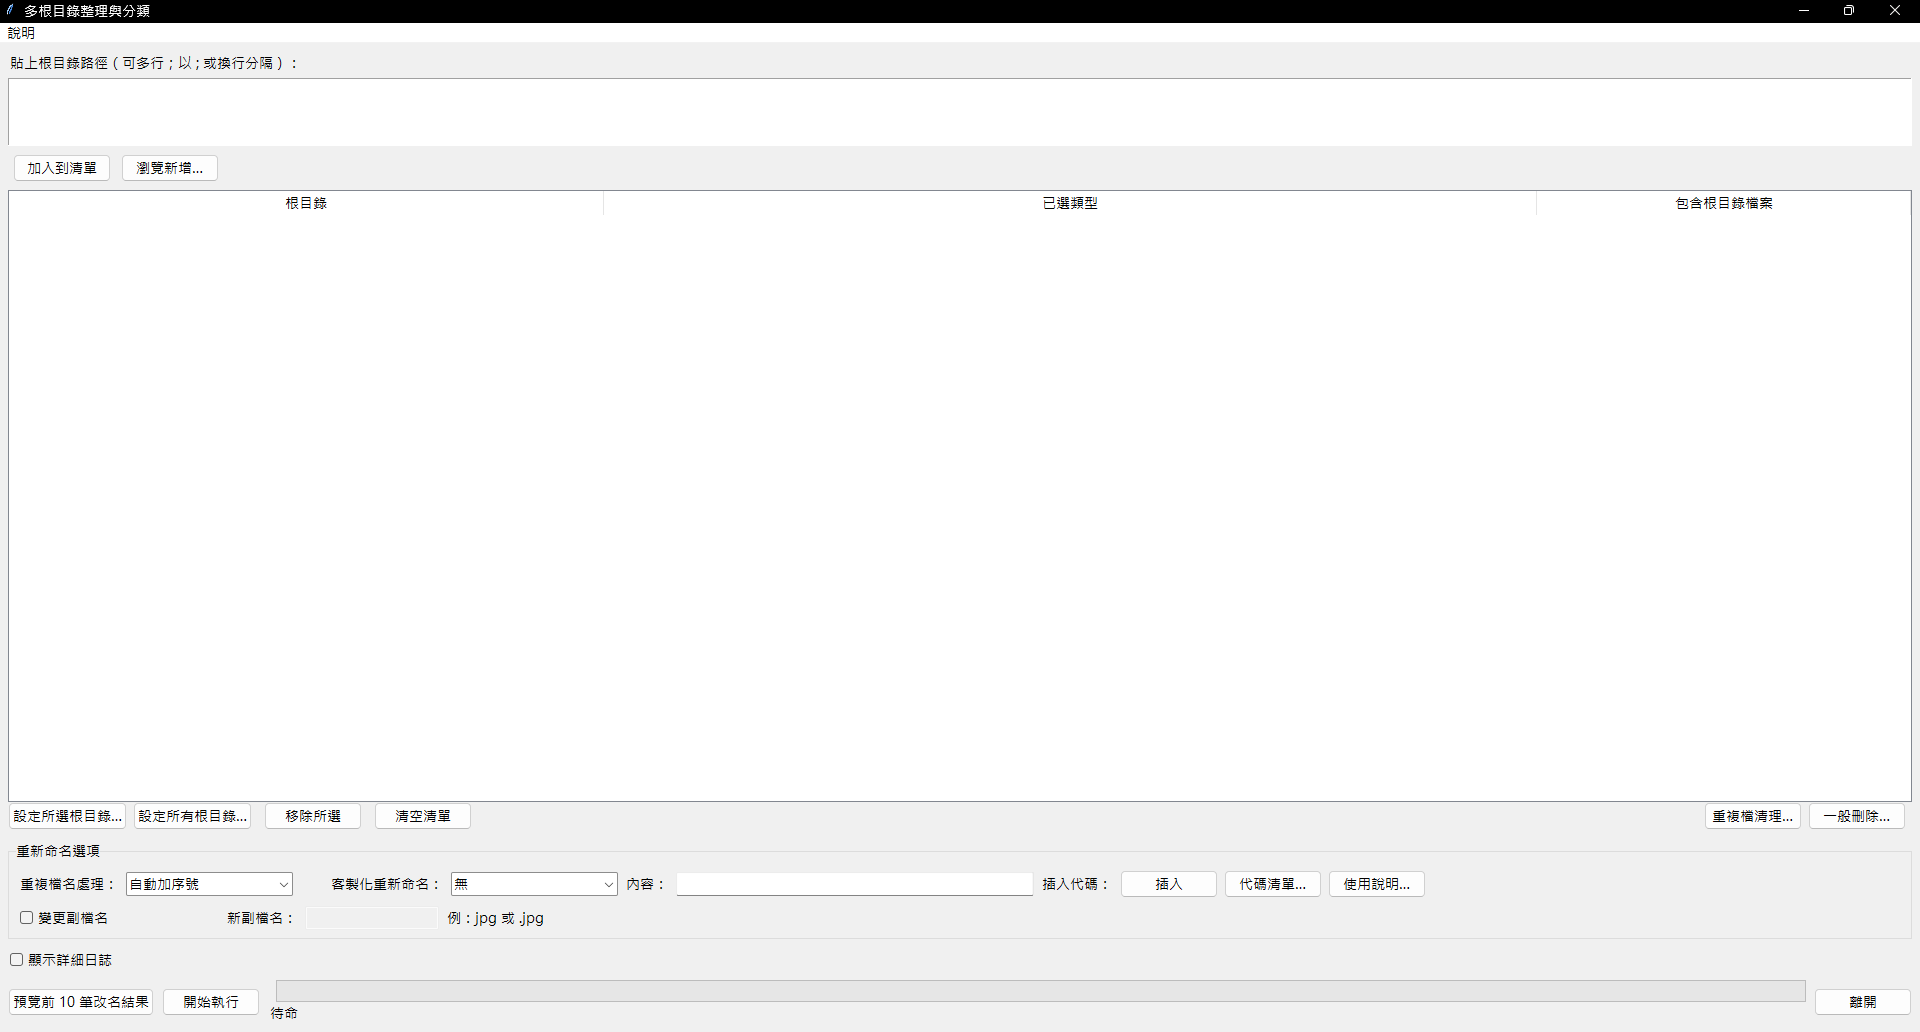 多根目錄整理與分類
說明
貼上根目錄路徑（可多行；以 ; 或換行分隔）：
加入到清單 瀏覽新增...
根目錄 已選類型 包含根目錄檔案
設定所選根目錄... 設定所有根目錄... 移除所選 清空清單 重複檔清理... 一般刪除...
重新命名選項
重複檔名處理： 自動加序號 客製化重新命名： 無 內容： 插入代碼： 插入 代碼清單... 使用說明...
變更副檔名 新副檔名： 例：jpg 或 .jpg
顯示詳細日誌
預覽前 10 筆改名結果 開始執行 離開
待命